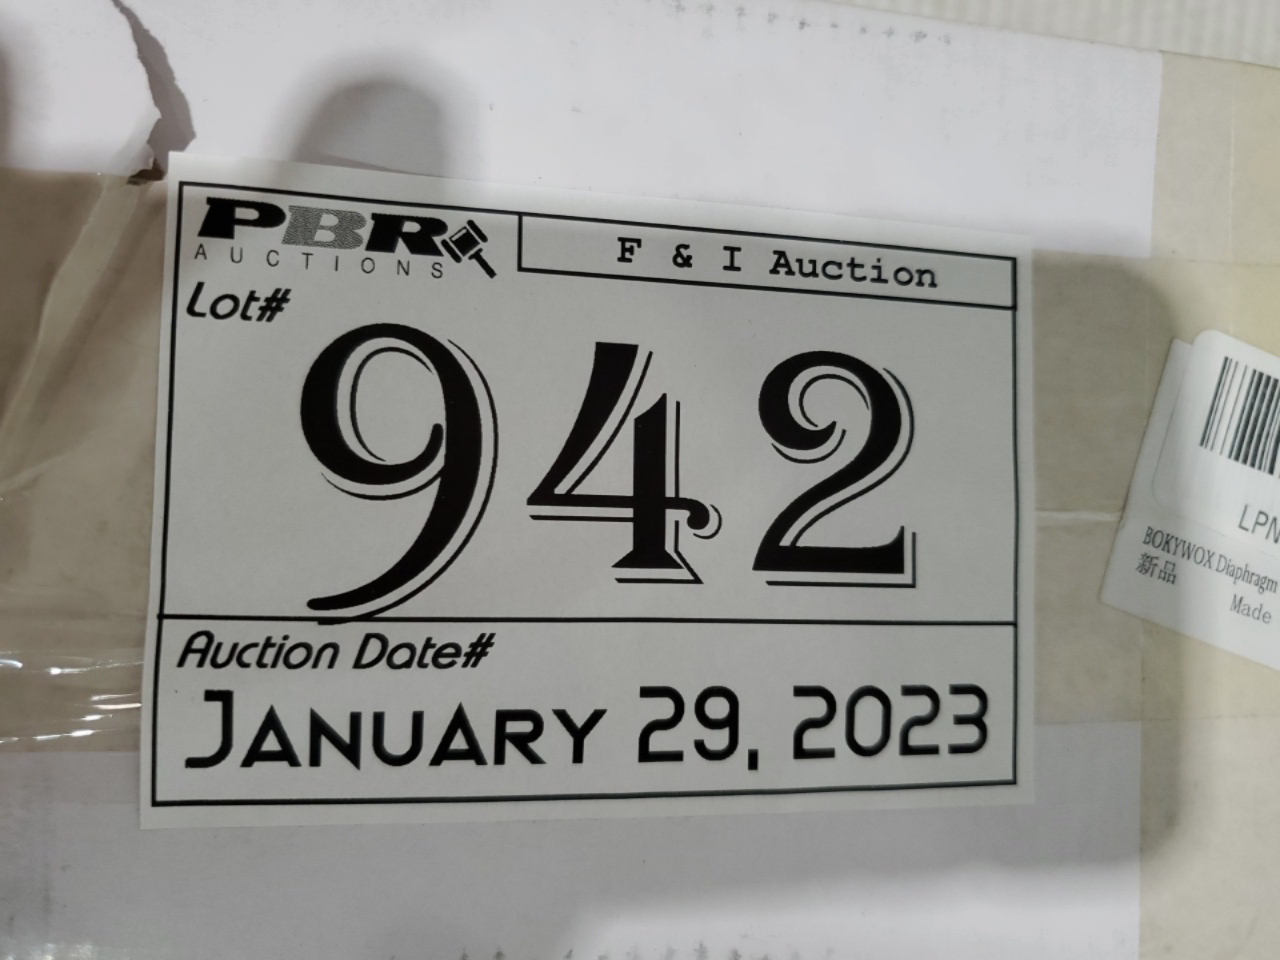 PBR
AUCTIONS
F & I Auction
Lot#
942
Auction Date#
January 29, 2023
LPN
BOKYWOX Diaphragm
新品
Made